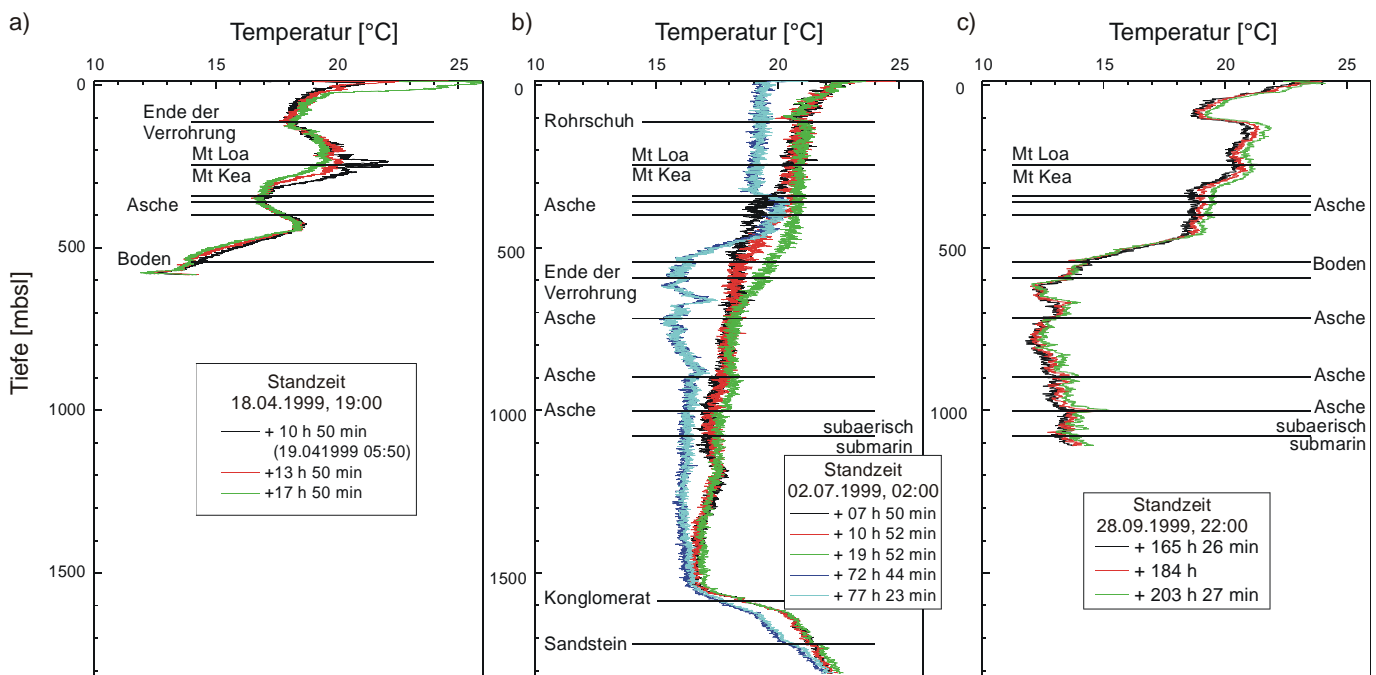 a)
Temperatur [°C]
10 15 20 25
Tiefe [mbsl]
0
500
1000
1500
Ende der
Verrohrung
Mt Loa
Mt Kea
Asche
Boden
Standzeit
18.04.1999, 19:00
+ 10 h 50 min
(19.041999 05:50)
+13 h 50 min
+17 h 50 min
b)
Temperatur [°C]
10 15 20 25
0
500
1000
1500
Rohrschuh
Mt Loa
Mt Kea
Asche
Ende der
Verrohrung
Asche
Asche
Asche
subaerisch
submarin
Konglomerat
Sandstein
Standzeit
02.07.1999, 02:00
+ 07 h 50 min
+ 10 h 52 min
+ 19 h 52 min
+ 72 h 44 min
+ 77 h 23 min
c)
Temperatur [°C]
10 15 20 25
0
500
1000
1500
Mt Loa
Mt Kea
Asche
Boden
Asche
Asche
Asche
subaerisch
submarin
Standzeit
28.09.1999, 22:00
+ 165 h 26 min
+ 184 h
+ 203 h 27 min